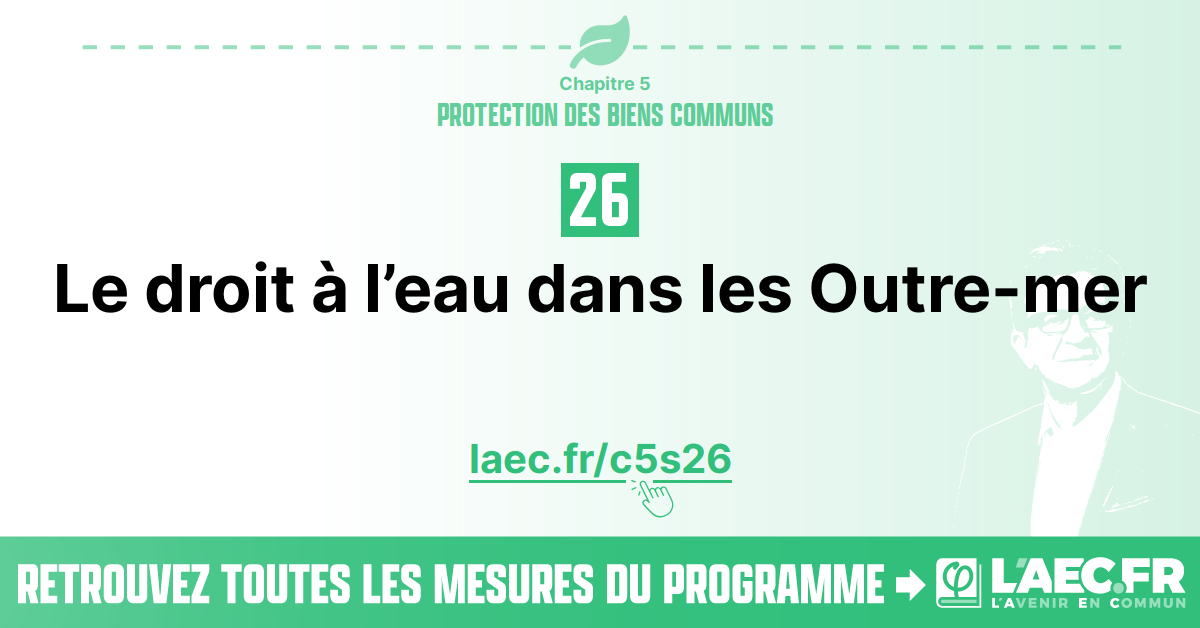 Chapitre 5
PROTECTION DES BIENS COMMUNS
26
Le droit à l’eau dans les Outre-mer
laec.fr/c5s26
RETROUVEZ TOUTES LES MESURES DU PROGRAMME
φ
L'AEC.FR
L'AVENIR EN COMMUN